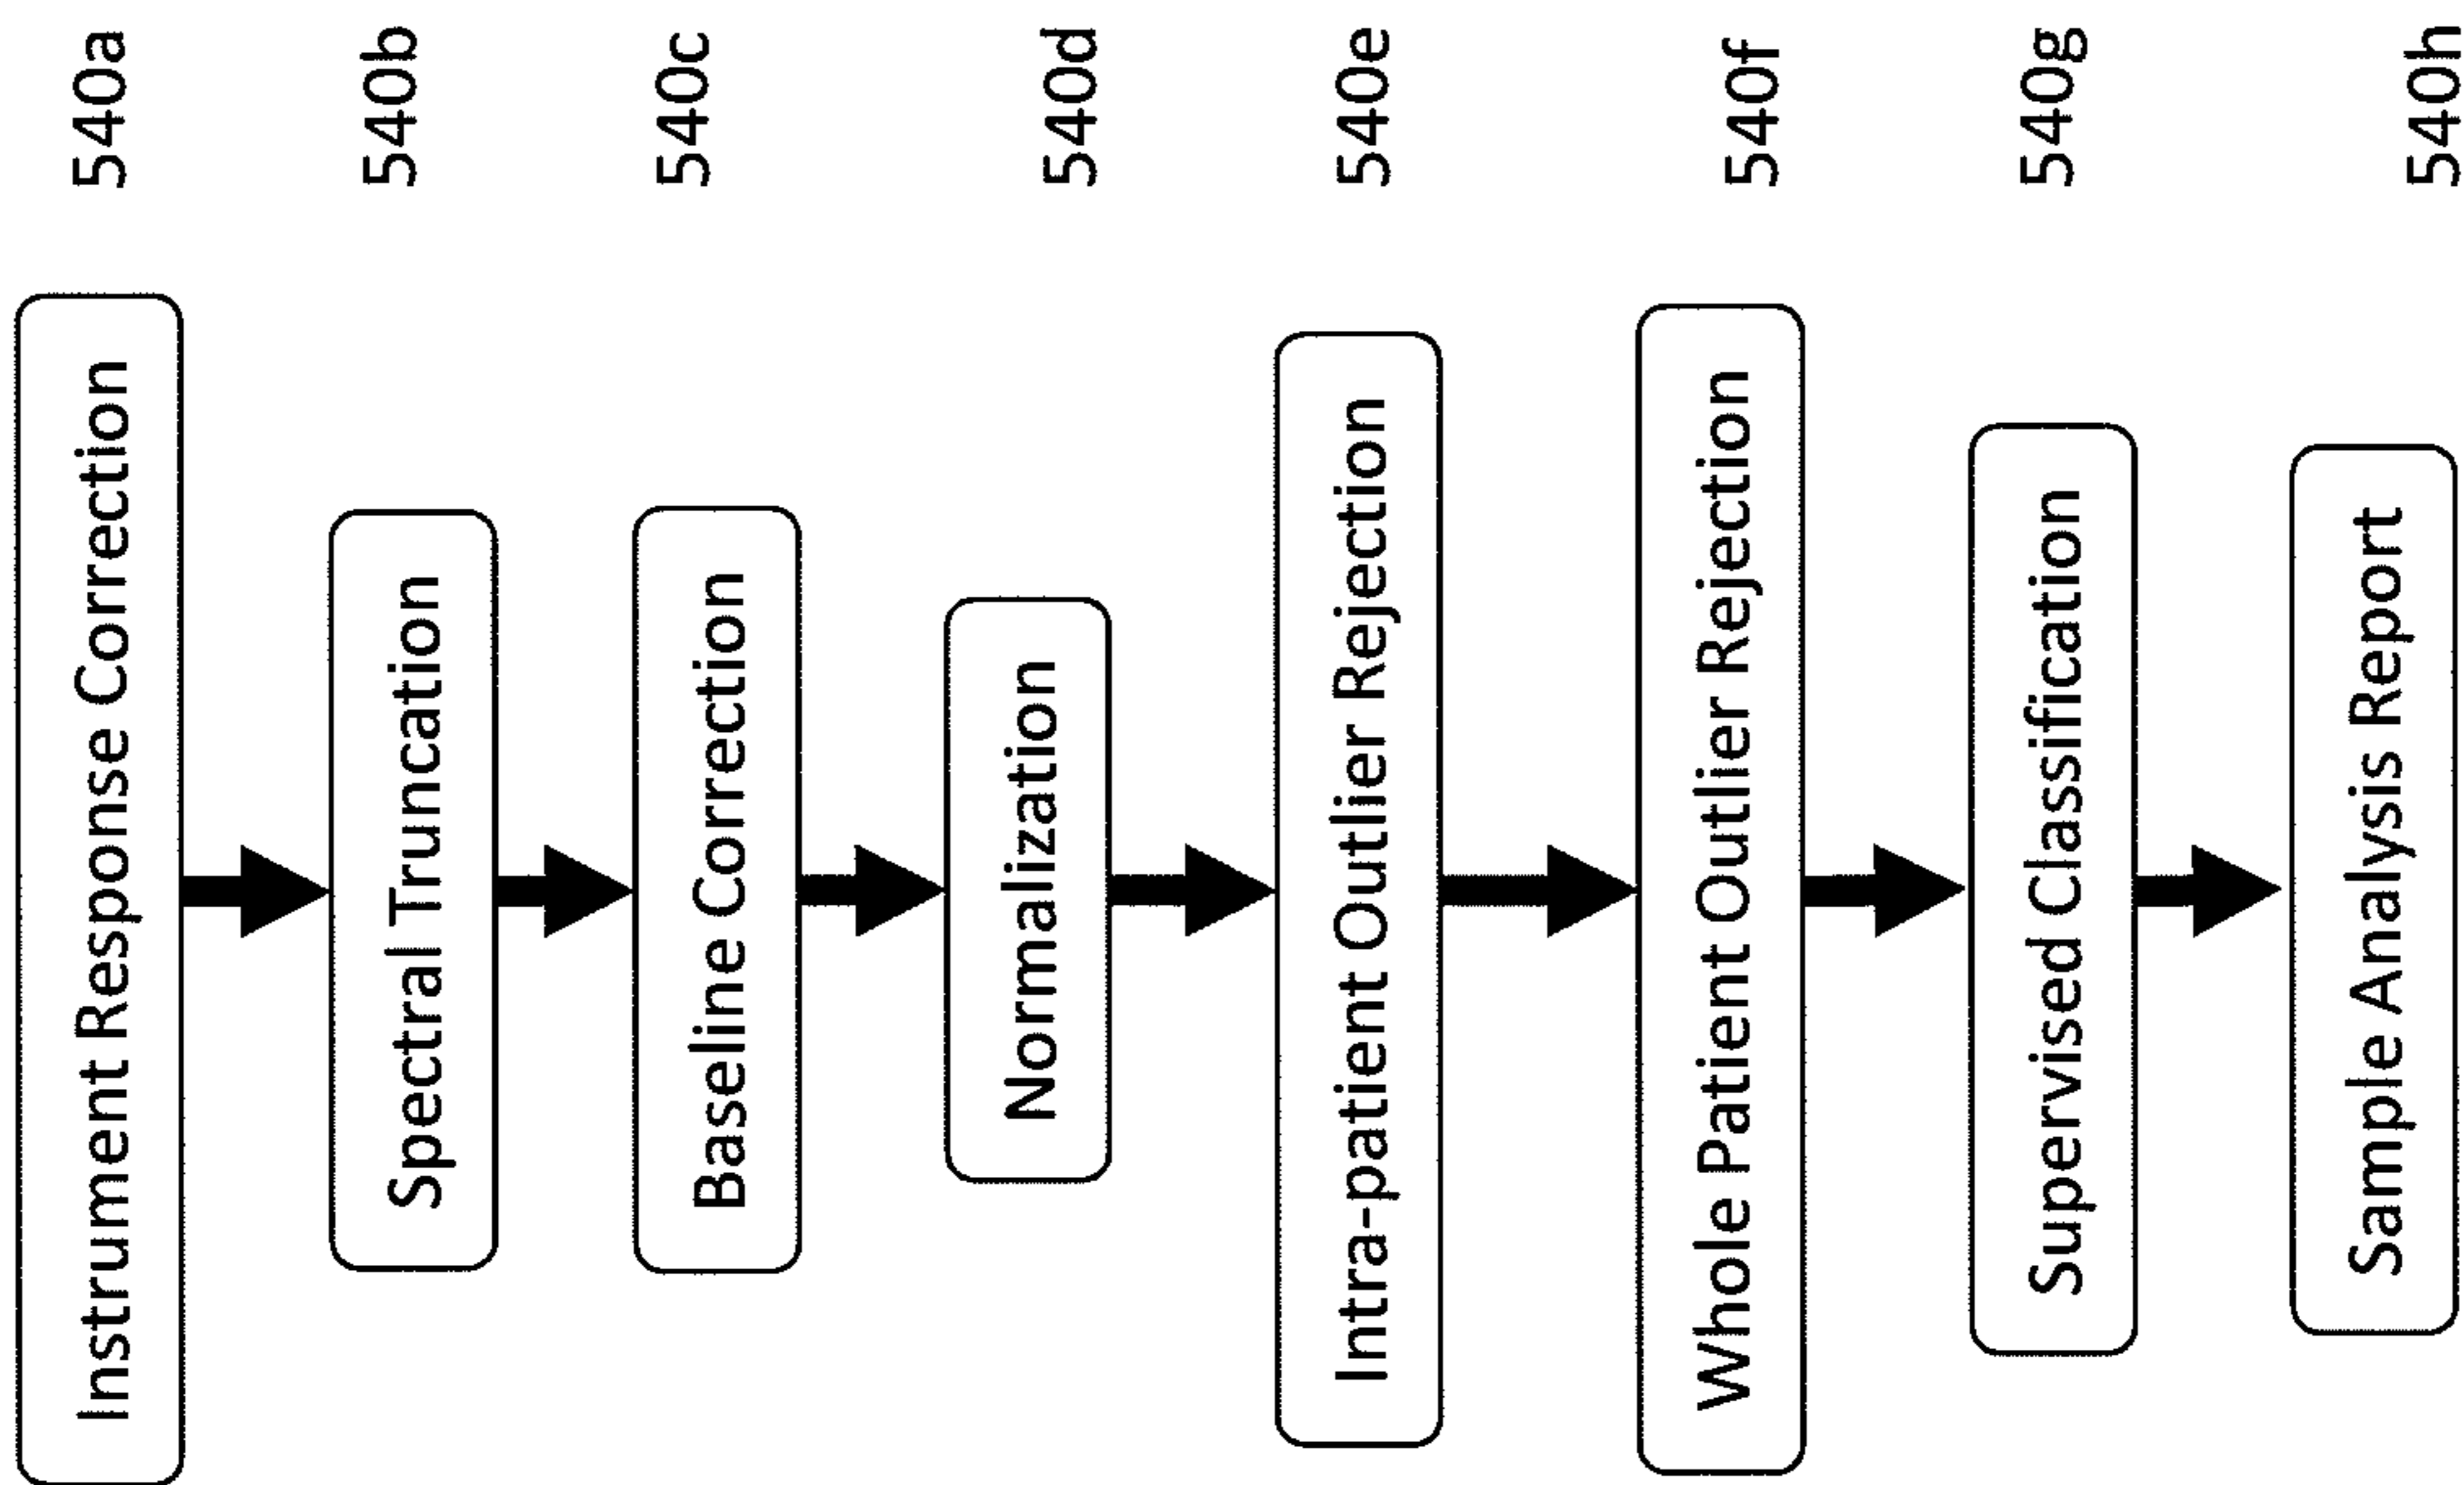 Instrument Response Correction 540a
Spectral Truncation 540b
Baseline Correction 540c
Normalization 540d
Intra-patient Outlier Rejection 540e
Whole Patient Outlier Rejection 540f
Supervised Classification 540g
Sample Analysis Report 540h